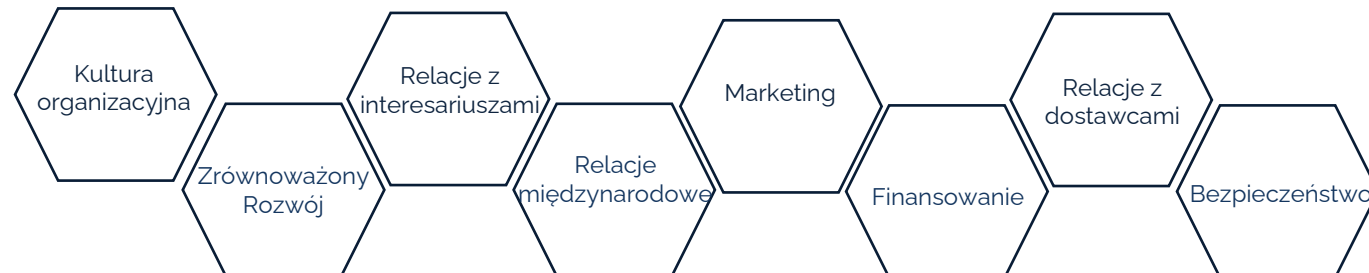 Kultura
organizacyjna
Zrównoważony
Rozwój
Relacje z
interesariuszami
Relacje
międzynarodowe
Marketing
Finansowanie
Relacje z
dostawcami
Bezpieczeństwo